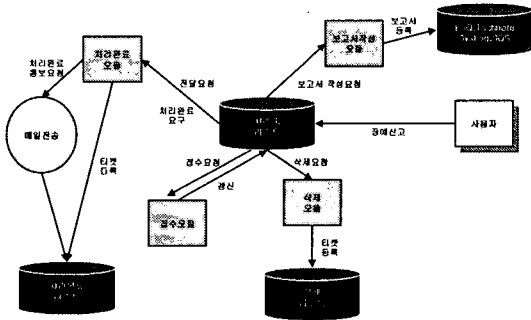 처리완료
모듈
보고서작성
모듈
보고서
등록
처리완료
통보요청
전달요청
보고서 작성요청
처리완료
요구
메일전송
장애신고
사용자
티켓
등록
접수요청
갱신
삭제요청
접수모듈
삭제
모듈
티켓
등록